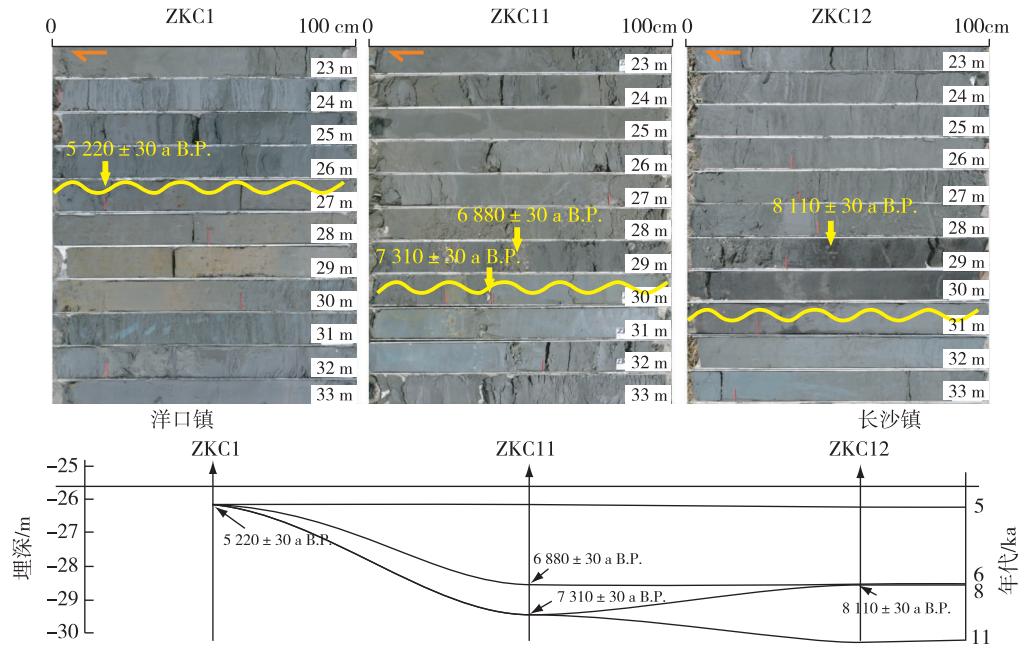 ZKC1
0
100 cm
23 m
24 m
25 m
5 220 ± 30 a B.P.
26 m
27 m
28 m
29 m
30 m
31 m
32 m
33 m
洋口镇
ZKC11
0
100 cm
23 m
24 m
25 m
26 m
27 m
6 880 ± 30 a B.P.
28 m
7 310 ± 30 a B.P.
29 m
30 m
31 m
32 m
33 m
ZKC12
0
100cm
23 m
24 m
25 m
26 m
27 m
8 110 ± 30 a B.P.
28 m
29 m
30 m
31 m
32 m
33 m
长沙镇
ZKC1
ZKC11
ZKC12
埋深/m
-25
-26
-27
-28
-29
-30
5 220 ± 30 a B.P.
6 880 ± 30 a B.P.
7 310 ± 30 a B.P.
8 110 ± 30 a B.P.
5
6
8
11
年代/ka